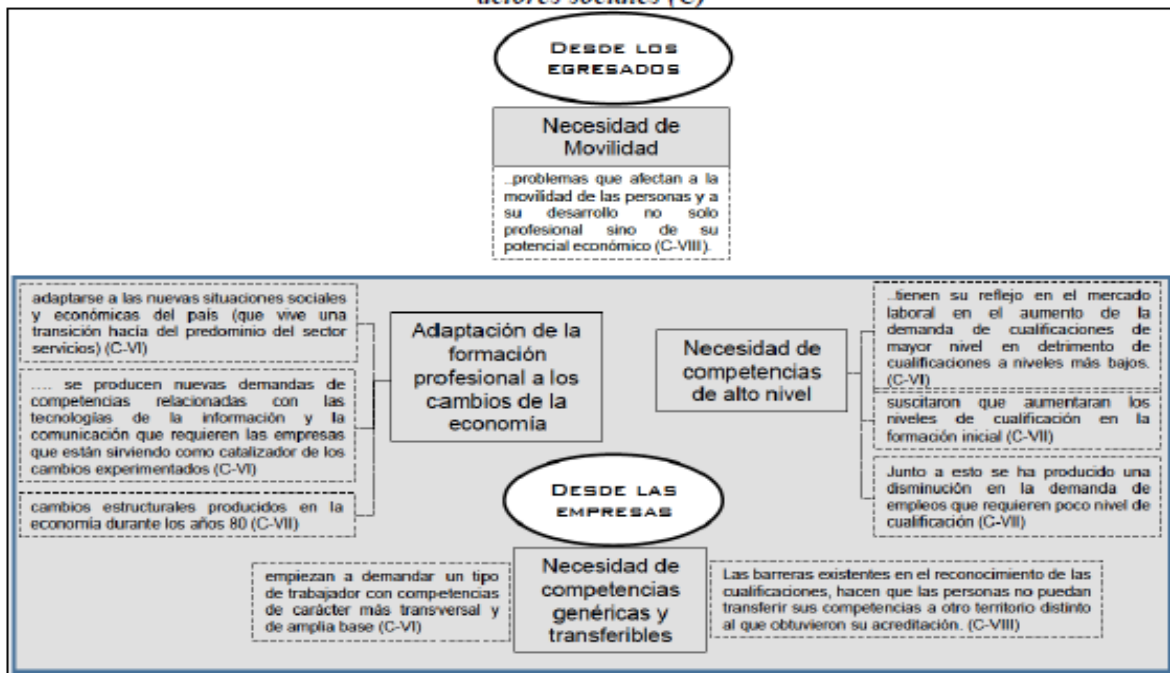 actores sociales (C)
DESDE LOS
EGRESADOS
Necesidad de
Movilidad
..problemas que afectan a la
movilidad de las personas y a
su desarrollo no solo
profesional sino de su
potencial económico (C-VIII).
adaptarse a las nuevas situaciones sociales
y económicas del país (que vive una
transición hacía del predominio del sector
servicios) (C-VI)
..... se producen nuevas demandas de
competencias relacionadas con las
tecnologías de la información y la
comunicación que requieren las empresas
que están sirviendo como catalizador de los
cambios experimentados (C-VI)
cambios estructurales producidos en la
economía durante los años 80 (C-VII)
Adaptación de la
formación
profesional a los
cambios de la
economía
Necesidad de
competencias
de alto nivel
..tienen su reflejo en el mercado
laboral en el aumento de la
demanda de cualificaciones de
mayor nivel en detrimento de
cualificaciones a niveles más bajos.
(C-VII)
suscitaron que aumentaran los
niveles de cualificación en la
formación inicial (C-VII)
Junto a esto se ha producido una
disminución en la demanda de
empleos que requieren poco nivel de
cualificación (C-VII)
DESDE LAS
EMPRESAS
empiezan a demandar un tipo
de trabajador con competencias
de carácter más transversal y
de amplia base (C-VI)
Necesidad de
competencias
genéricas y
transferibles
Las barreras existentes en el reconocimiento de las
cualificaciones, hacen que las personas no puedan
transferir sus competencias a otro territorio distinto
al que obtuvieron su acreditación. (C-VIII)